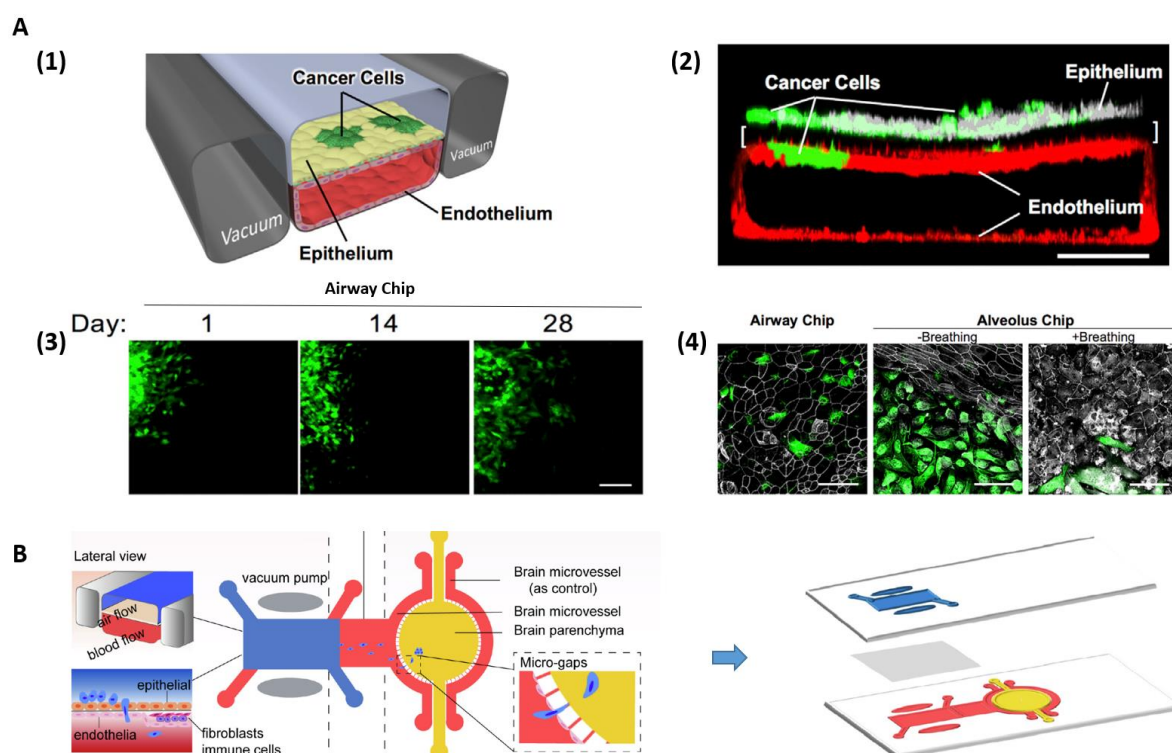 A
(1)
Cancer Cells
Vacuum
Vacuum
Endothelium
Epithelium
(2)
Cancer Cells
Epithelium
[ ]
Endothelium
Airway Chip
Day: 1 14 28
(3)
(4)
Airway Chip
Alveolus Chip
-Breathing
+Breathing
B
Lateral view
air flow
blood flow
vacuum pump
Brain microvessel
(as control)
Brain microvessel
Brain parenchyma
Micro-gaps
epithelial
endothelia
fibroblasts
immune cells